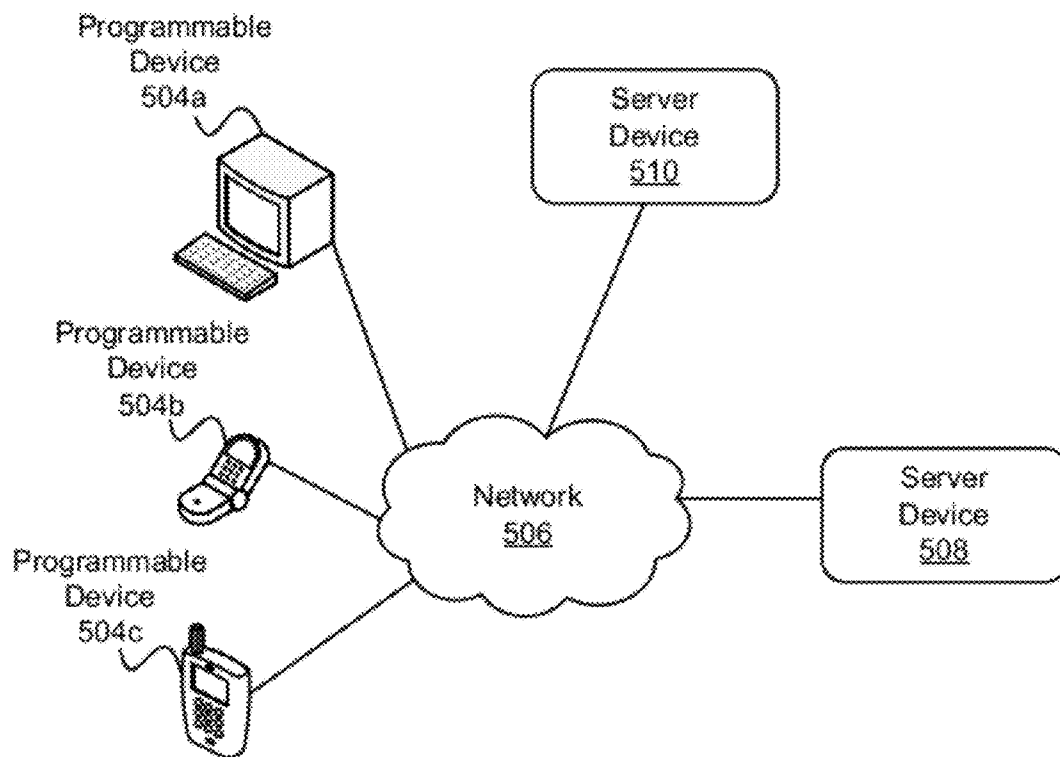 Programmable
Device
504a
Server
Device
510
Programmable
Device
504b
Network
506
Server
Device
508
Programmable
Device
504c